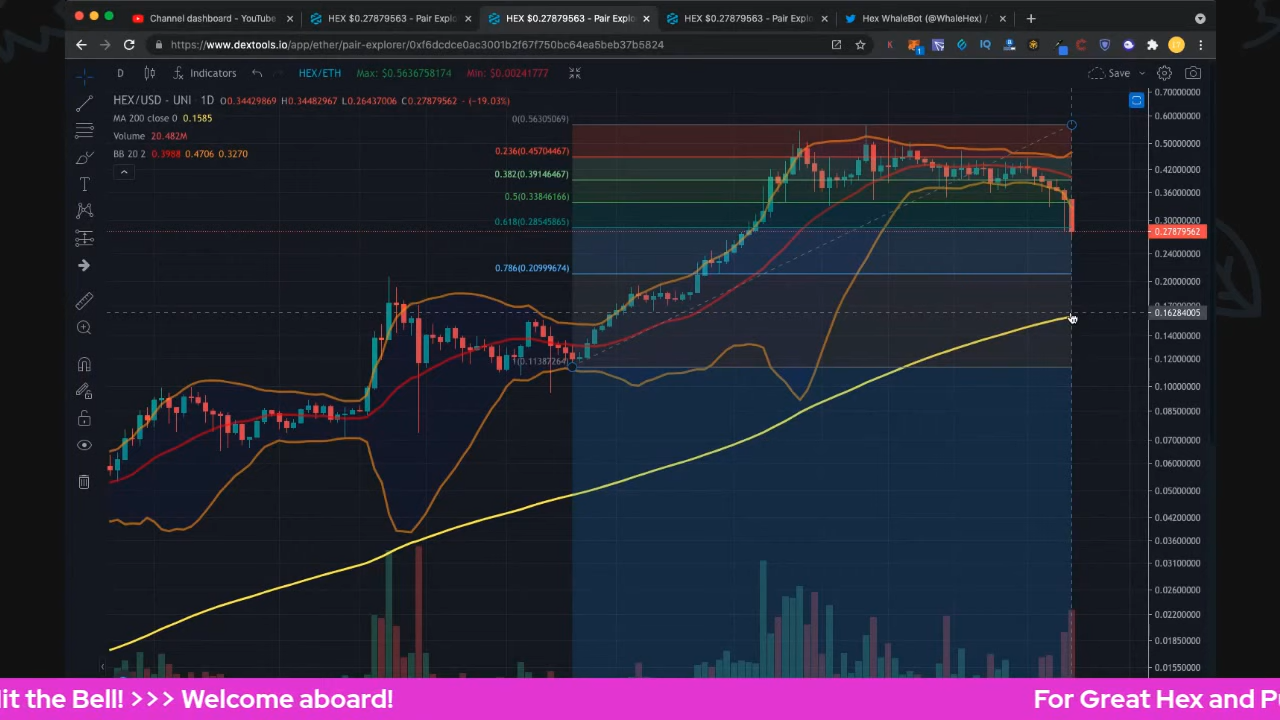 Channel dashboard - YouTube
HEX $0.27879563 - Pair Explo
HEX $0.27879563 - Pair Explo
HEX $0.27879563 - Pair Explo
Hex WhaleBot (@WhaleHex) /
https://www.dextools.io/app/ether/pair-explorer/0xf6dcdce0ac3001b2f67f750bc64ea5beb37b5824
D Indicators HEX/ETH Max: $0.5636758174 Min: $0.00241777 Save
HEX/USD - UNI · 1D O0.34429869 H0.34482967 L0.26437006 C0.27879562 -(-19.03%)
MA 200 close 0 0.1585
Volume 20.482M
BB 20 2 0.3988 0.4706 0.3270
0(0.56305069)
0.236(0.45704467)
0.382(0.39146467)
0.5(0.33846166)
0.618(0.28545865)
0.786(0.20999674)
1(0.11387264)
0.70000000
0.60000000
0.50000000
0.42000000
0.36000000
0.30000000
0.27879562
0.24000000
0.20000000
0.16284005
0.14000000
0.12000000
0.10000000
0.08500000
0.07000000
0.06000000
0.05000000
0.04200000
0.03600000
0.03100000
0.02600000
0.02200000
0.01850000
0.01550000
lit the Bell! >>> Welcome aboard!
For Great Hex and P